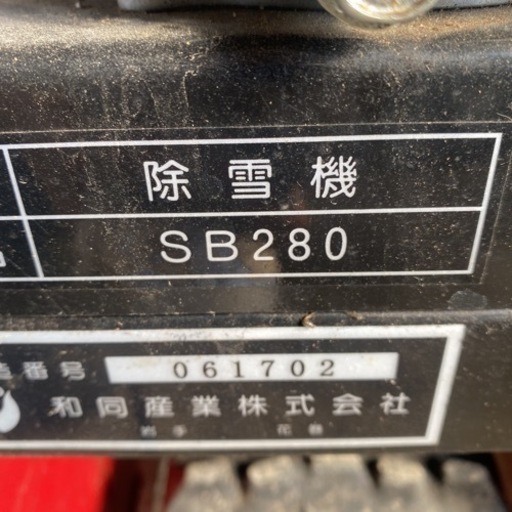 除雪機
SB280
番号 061702
和同産業株式会社
岩手 花巻